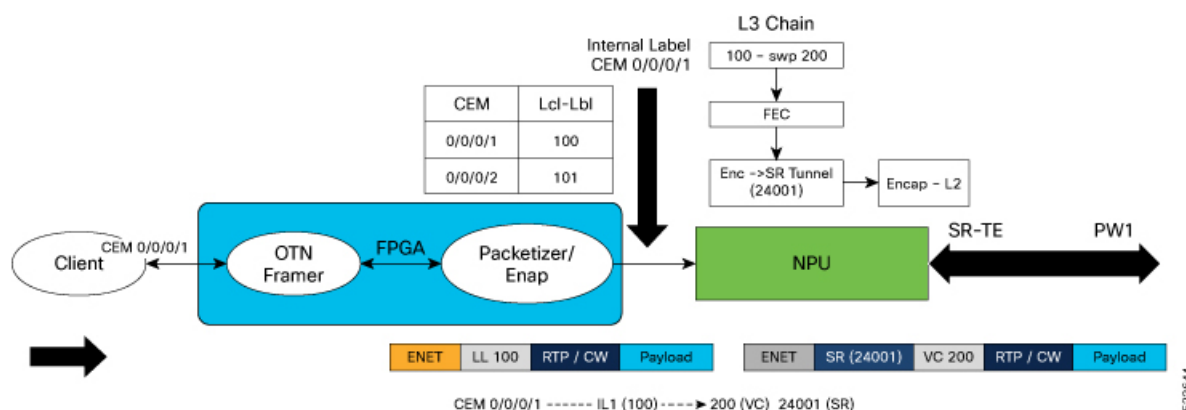 L3 Chain
Internal Label
CEM 0/0/0/1
100 - swp 200
FEC
Enc ->SR Tunnel
(24001)
Encap - L2
CEM Lcl-Lbl
0/0/0/1 100
0/0/0/2 101
Client
CEM 0/0/0/1
OTN
Framer
FPGA
Packetizer/
Enap
NPU
SR-TE
PW1
ENET LL 100 RTP / CW Payload
ENET SR (24001) VC 200 RTP / CW Payload
CEM 0/0/0/1 ------ IL1 (100) ----> 200 (VC) 24001 (SR)